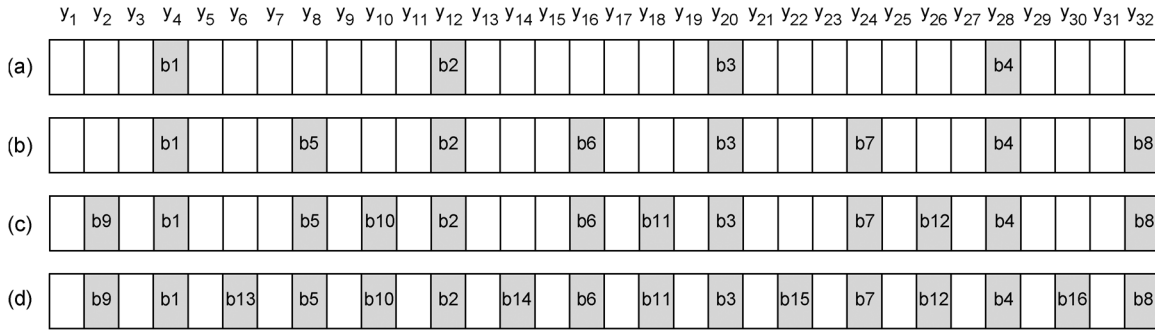 y1 y2 y3 y4 y5 y6 y7 y8 y9 y10 y11 y12 y13 y14 y15 y16 y17 y18 y19 y20 y21 y22 y23 y24 y25 y26 y27 y28 y29 y30 y31 y32
(a) b1 b2 b3 b4
(b) b1 b5 b2 b6 b3 b7 b4 b8
(c) b9 b1 b5 b10 b2 b6 b11 b3 b7 b12 b4 b8
(d) b9 b1 b13 b5 b10 b2 b14 b6 b11 b3 b15 b7 b12 b4 b16 b8